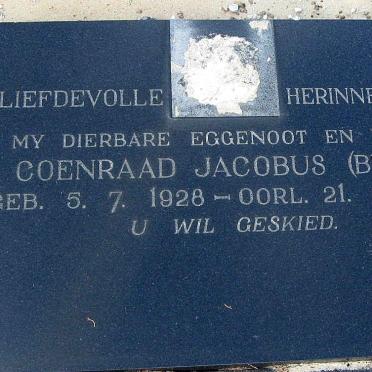 LIEFDEVOLLE HERINNE
MY DIERBARE EGGENOOT EN
COENRAAD JACOBUS (B
GEB. 5. 7. 1928 – OORL. 21.
U WIL GESKIED.